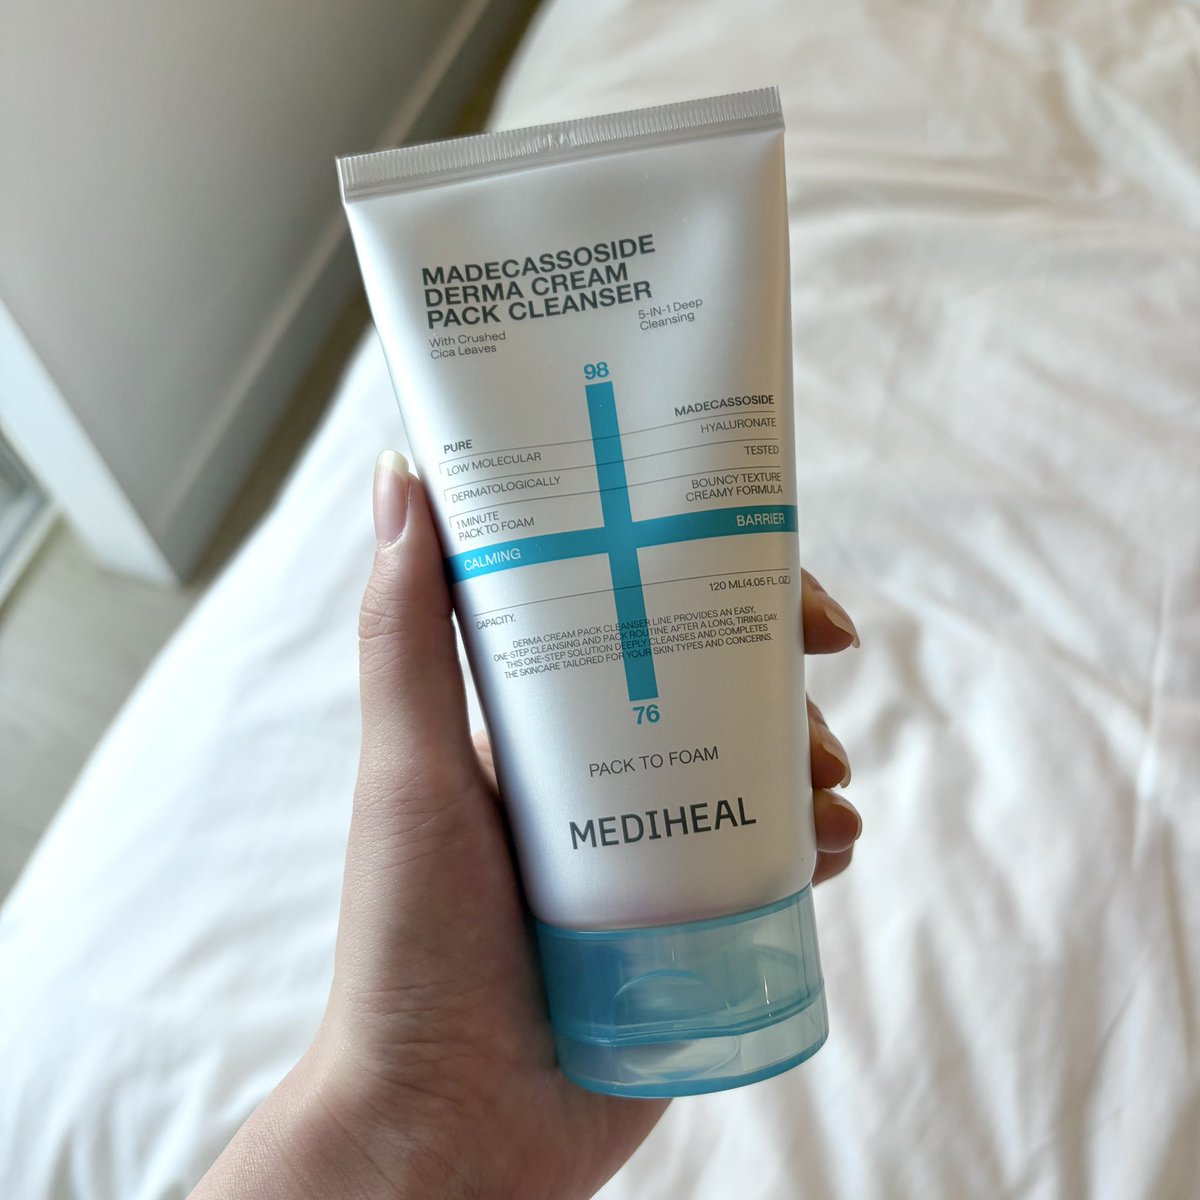 MADECASSOSIDE
DERMA CREAM
PACK CLEANSER
With Crushed
Cica Leaves
5-IN-1 Deep
Cleansing
98
PURE
MADECASSOSIDE
LOW MOLECULAR
HYALURONATE
DERMATOLOGICALLY
TESTED
1 MINUTE
PACK TO FOAM
BOUNCY TEXTURE
CREAMY FORMULA
CALMING
BARRIER
CAPACITY.
120 ML(4.05 FL.OZ.)
DERMA CREAM PACK CLEANSER LINE PROVIDES AN EASY,
ONE-STEP CLEANSING AND PACK ROUTINE AFTER A LONG, TIRING DAY.
THIS ONE-STEP SOLUTION DEEPLY CLEANSES AND COMPLETES
THE SKINCARE TAILORED FOR YOUR SKIN TYPES AND CONCERNS.
76
PACK TO FOAM
MEDIHEAL